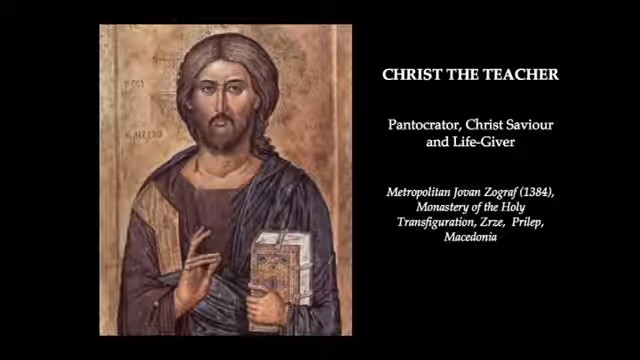 CHRIST THE TEACHER
Pantocrator, Christ Saviour
and Life-Giver
Metropolitan Jovan Zograf (1384),
Monastery of the Holy
Transfiguration, Zrze, Prilep,
Macedonia